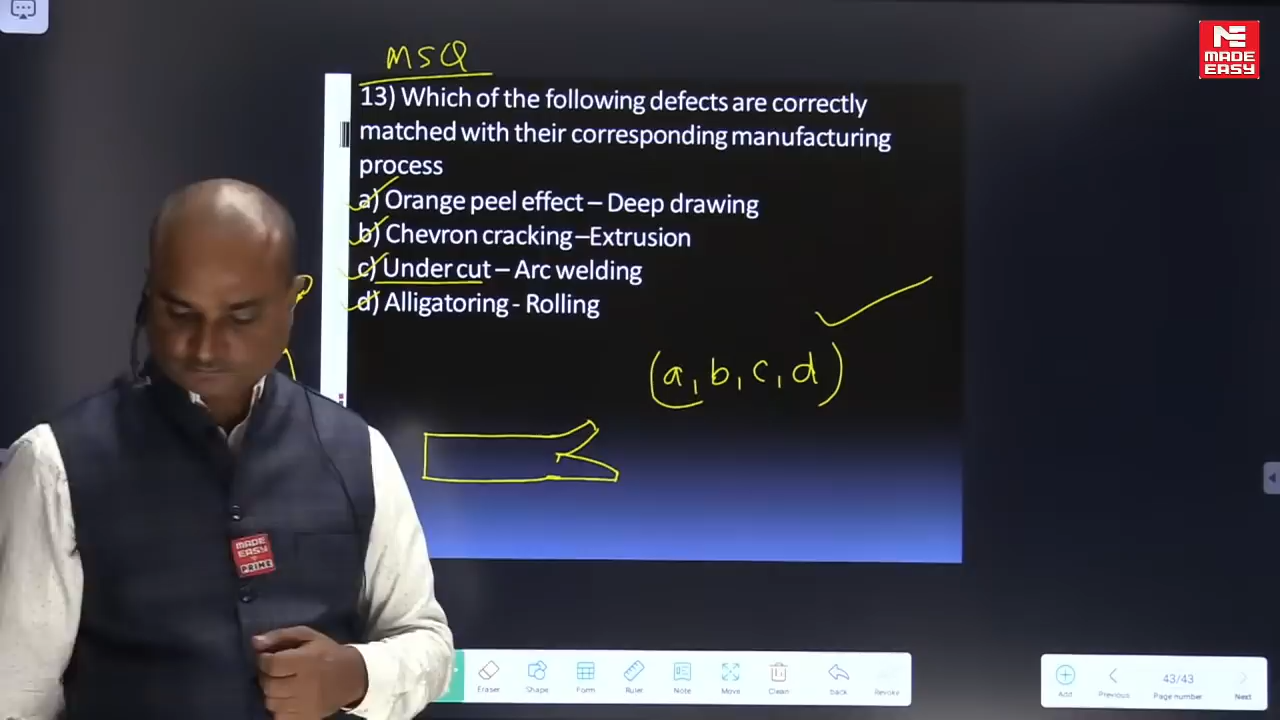 MSQ
13) Which of the following defects are correctly
matched with their corresponding manufacturing
process
a) Orange peel effect – Deep drawing
b) Chevron cracking –Extrusion
c) Under cut – Arc welding
d) Alligatoring - Rolling
(a, b, c, d)
MADE
EASY
MADE
EASY
PRIME
Eraser
Shape
Form
Ruler
Note
Move
Clean
back
Revoke
Add
Previous
43/43
Page number
Next